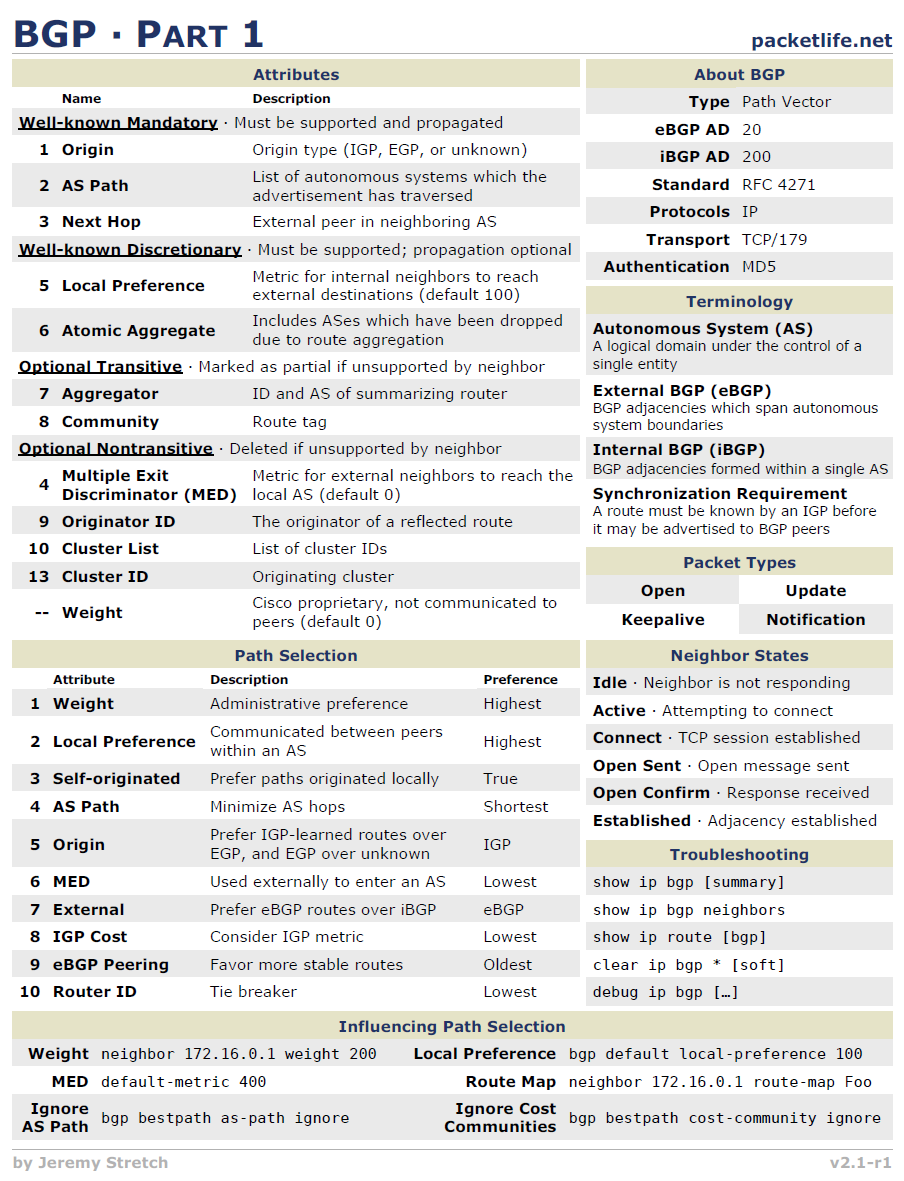 BGP · PART 1
packetlife.net
Attributes
Name Description
Well-known Mandatory · Must be supported and propagated
1 Origin Origin type (IGP, EGP, or unknown)
2 AS Path List of autonomous systems which the
advertisement has traversed
3 Next Hop External peer in neighboring AS
Well-known Discretionary · Must be supported; propagation optional
5 Local Preference Metric for internal neighbors to reach
external destinations (default 100)
6 Atomic Aggregate Includes ASes which have been dropped
due to route aggregation
Optional Transitive · Marked as partial if unsupported by neighbor
7 Aggregator ID and AS of summarizing router
8 Community Route tag
Optional Nontransitive · Deleted if unsupported by neighbor
4 Multiple Exit Metric for external neighbors to reach the
Discriminator (MED) local AS (default 0)
9 Originator ID The originator of a reflected route
10 Cluster List List of cluster IDs
13 Cluster ID Originating cluster
-- Weight Cisco proprietary, not communicated to
peers (default 0)
About BGP
Type Path Vector
eBGP AD 20
iBGP AD 200
Standard RFC 4271
Protocols IP
Transport TCP/179
Authentication MD5
Terminology
Autonomous System (AS)
A logical domain under the control of a
single entity
External BGP (eBGP)
BGP adjacencies which span autonomous
system boundaries
Internal BGP (iBGP)
BGP adjacencies formed within a single AS
Synchronization Requirement
A route must be known by an IGP before
it may be advertised to BGP peers
Packet Types
Open Update
Keepalive Notification
Path Selection
Attribute Description Preference
1 Weight Administrative preference Highest
2 Local Preference Communicated between peers
within an AS Highest
3 Self-originated Prefer paths originated locally True
4 AS Path Minimize AS hops Shortest
5 Origin Prefer IGP-learned routes over
EGP, and EGP over unknown IGP
6 MED Used externally to enter an AS Lowest
7 External Prefer eBGP routes over iBGP eBGP
8 IGP Cost Consider IGP metric Lowest
9 eBGP Peering Favor more stable routes Oldest
10 Router ID Tie breaker Lowest
Neighbor States
Idle · Neighbor is not responding
Active · Attempting to connect
Connect · TCP session established
Open Sent · Open message sent
Open Confirm · Response received
Established · Adjacency established
Troubleshooting
show ip bgp [summary]
show ip bgp neighbors
show ip route [bgp]
clear ip bgp * [soft]
debug ip bgp […]
Influencing Path Selection
Weight neighbor 172.16.0.1 weight 200 Local Preference bgp default local-preference 100
MED default-metric 400 Route Map neighbor 172.16.0.1 route-map Foo
Ignore
AS Path bgp bestpath as-path ignore
Ignore Cost
Communities bgp bestpath cost-community ignore
by Jeremy Stretch
v2.1-r1